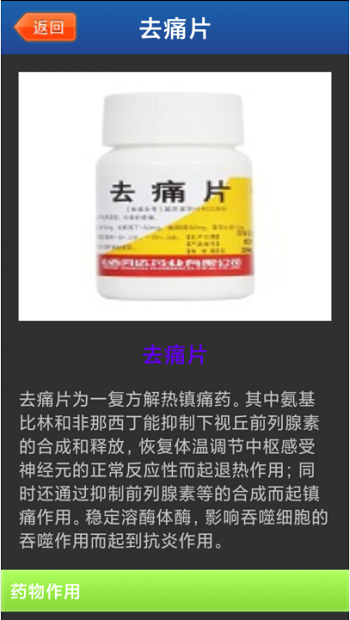 返回
去痛片
去痛片
去痛片
去痛片为一复方解热镇痛药。其中氨基
比林和非那西丁能抑制下视丘前列腺素
的合成和释放，恢复体温调节中枢感受
神经元的正常反应性而起退热作用；同
时还通过抑制前列腺素等的合成而起镇
痛作用。稳定溶酶体酶，影响吞噬细胞的
吞噬作用而起到抗炎作用。
药物作用